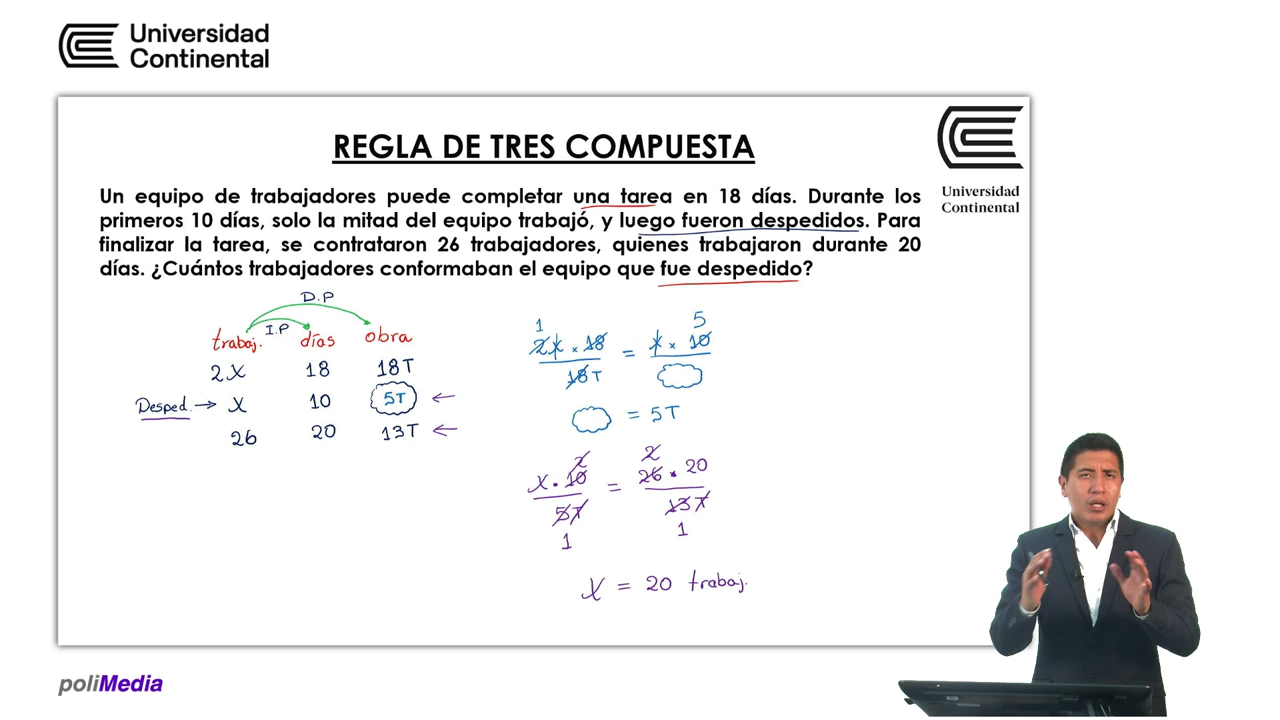 Universidad
Continental
REGLA DE TRES COMPUESTA
Universidad
Continental
Un equipo de trabajadores puede completar una tarea en 18 días. Durante los
primeros 10 días, solo la mitad del equipo trabajó, y luego fueron despedidos. Para
finalizar la tarea, se contrataron 26 trabajadores, quienes trabajaron durante 20
días. ¿Cuántos trabajadores conformaban el equipo que fue despedido?
D.P
I.P
trabaj. días obra
2X 18 18T
Desped. → X 10 5T ←
26 20 13T ←
1 5
2x × 18 = x × 10
18T
= 5T
2 2
x · 10 = 26 · 20
5T 13T
1 1
X = 20 trabaj.
poliMedia